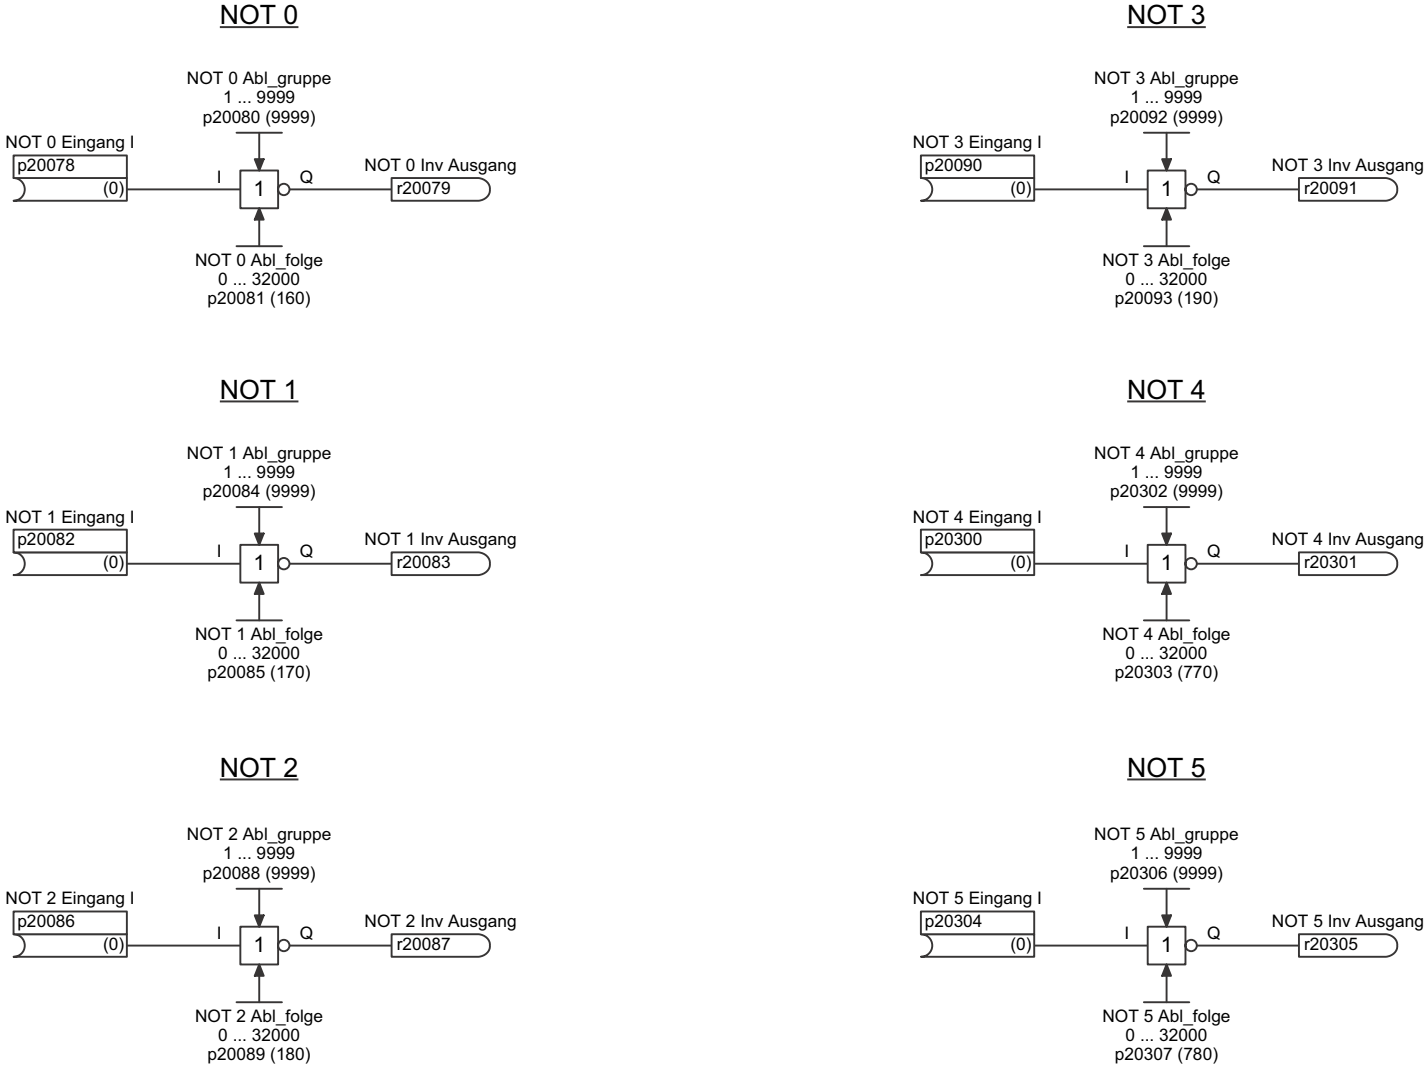 NOT 0
NOT 0 Abl_gruppe
1 ... 9999
p20080 (9999)
NOT 0 Eingang I
p20078
(0)
I
1
Q
NOT 0 Inv Ausgang
r20079
NOT 0 Abl_folge
0 ... 32000
p20081 (160)
NOT 3
NOT 3 Abl_gruppe
1 ... 9999
p20092 (9999)
NOT 3 Eingang I
p20090
(0)
I
1
Q
NOT 3 Inv Ausgang
r20091
NOT 3 Abl_folge
0 ... 32000
p20093 (190)
NOT 1
NOT 1 Abl_gruppe
1 ... 9999
p20084 (9999)
NOT 1 Eingang I
p20082
(0)
I
1
Q
NOT 1 Inv Ausgang
r20083
NOT 1 Abl_folge
0 ... 32000
p20085 (170)
NOT 4
NOT 4 Abl_gruppe
1 ... 9999
p20302 (9999)
NOT 4 Eingang I
p20300
(0)
I
1
Q
NOT 4 Inv Ausgang
r20301
NOT 4 Abl_folge
0 ... 32000
p20303 (770)
NOT 2
NOT 2 Abl_gruppe
1 ... 9999
p20088 (9999)
NOT 2 Eingang I
p20086
(0)
I
1
Q
NOT 2 Inv Ausgang
r20087
NOT 2 Abl_folge
0 ... 32000
p20089 (180)
NOT 5
NOT 5 Abl_gruppe
1 ... 9999
p20306 (9999)
NOT 5 Eingang I
p20304
(0)
I
1
Q
NOT 5 Inv Ausgang
r20305
NOT 5 Abl_folge
0 ... 32000
p20307 (780)